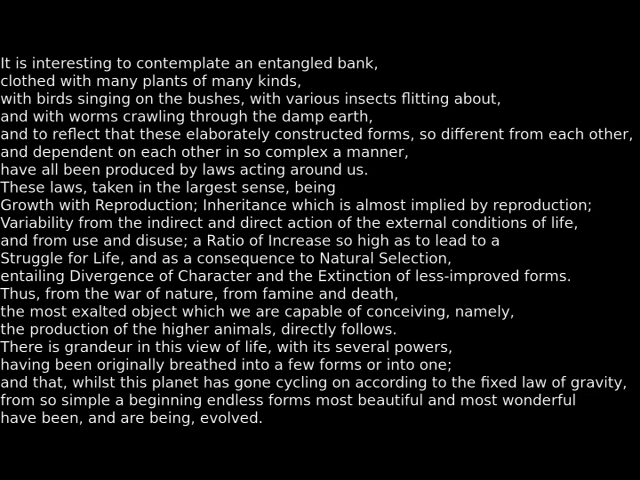 It is interesting to contemplate an entangled bank,
clothed with many plants of many kinds,
with birds singing on the bushes, with various insects flitting about,
and with worms crawling through the damp earth,
and to reflect that these elaborately constructed forms, so different from each other,
and dependent on each other in so complex a manner,
have all been produced by laws acting around us.
These laws, taken in the largest sense, being
Growth with Reproduction; Inheritance which is almost implied by reproduction;
Variability from the indirect and direct action of the external conditions of life,
and from use and disuse; a Ratio of Increase so high as to lead to a
Struggle for Life, and as a consequence to Natural Selection,
entailing Divergence of Character and the Extinction of less-improved forms.
Thus, from the war of nature, from famine and death,
the most exalted object which we are capable of conceiving, namely,
the production of the higher animals, directly follows.
There is grandeur in this view of life, with its several powers,
having been originally breathed into a few forms or into one;
and that, whilst this planet has gone cycling on according to the fixed law of gravity,
from so simple a beginning endless forms most beautiful and most wonderful
have been, and are being, evolved.